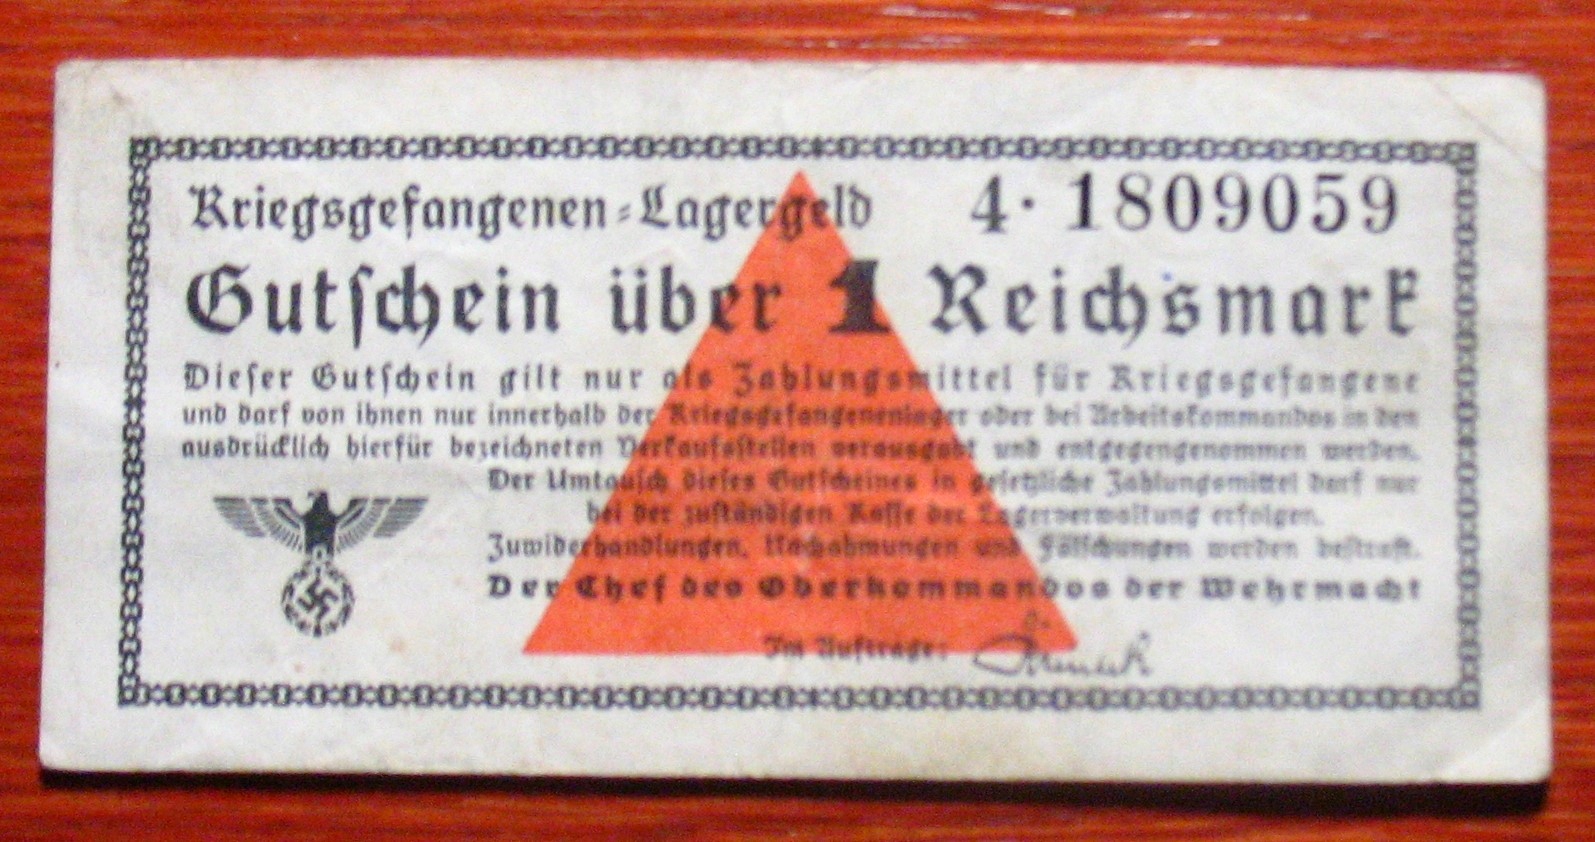 Kriegsgefangenen-Lagergeld 4· 1809059
Gutschein über 1 Reichsmark
Dieser Gutschein gilt nur als Zahlungsmittel für Kriegsgefangene
und darf von ihnen nur innerhalb der Kriegsgefangenenlager oder bei Arbeitskommandos in den
ausdrücklich hierfür bezeichneten Verkaufsstellen verausgabt und entgegengenommen werden.
Der Umtausch dieses Gutscheines in gesetzliche Zahlungsmittel darf nur
bei der zuständigen Kasse der Lagerverwaltung erfolgen.
Zuwiderhandlungen, Nachahmungen und Fälschungen werden bestraft.
Der Chef des Oberkommandos der Wehrmacht
Im Auftrage: